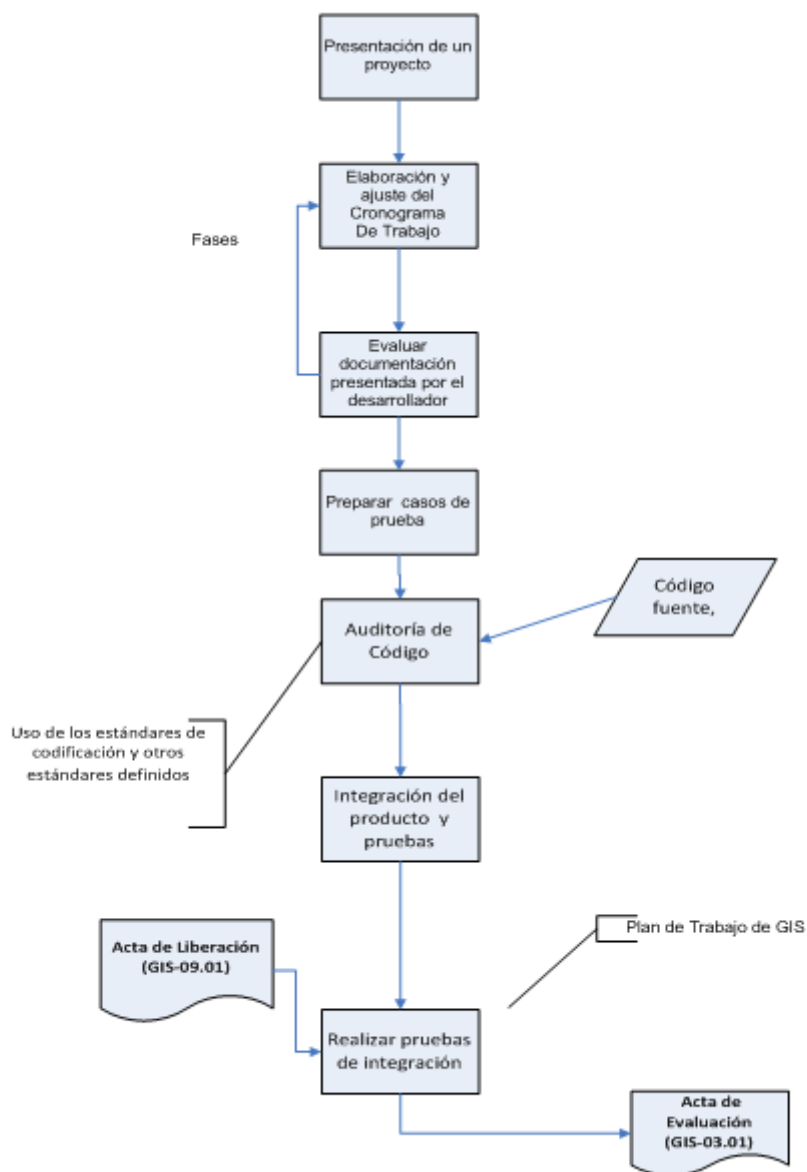 Presentación de un
proyecto
Elaboración y
ajuste del
Cronograma
De Trabajo
Fases
Evaluar
documentación
presentada por el
desarrollador
Preparar casos de
prueba
Código
fuente,
Auditoría de
Código
Uso de los estándares de
codificación y otros
estándares definidos
Integración del
producto y
pruebas
Plan de Trabajo de GIS
Acta de Liberación
(GIS-09.01)
Realizar pruebas
de integración
Acta de
Evaluación
(GIS-03.01)